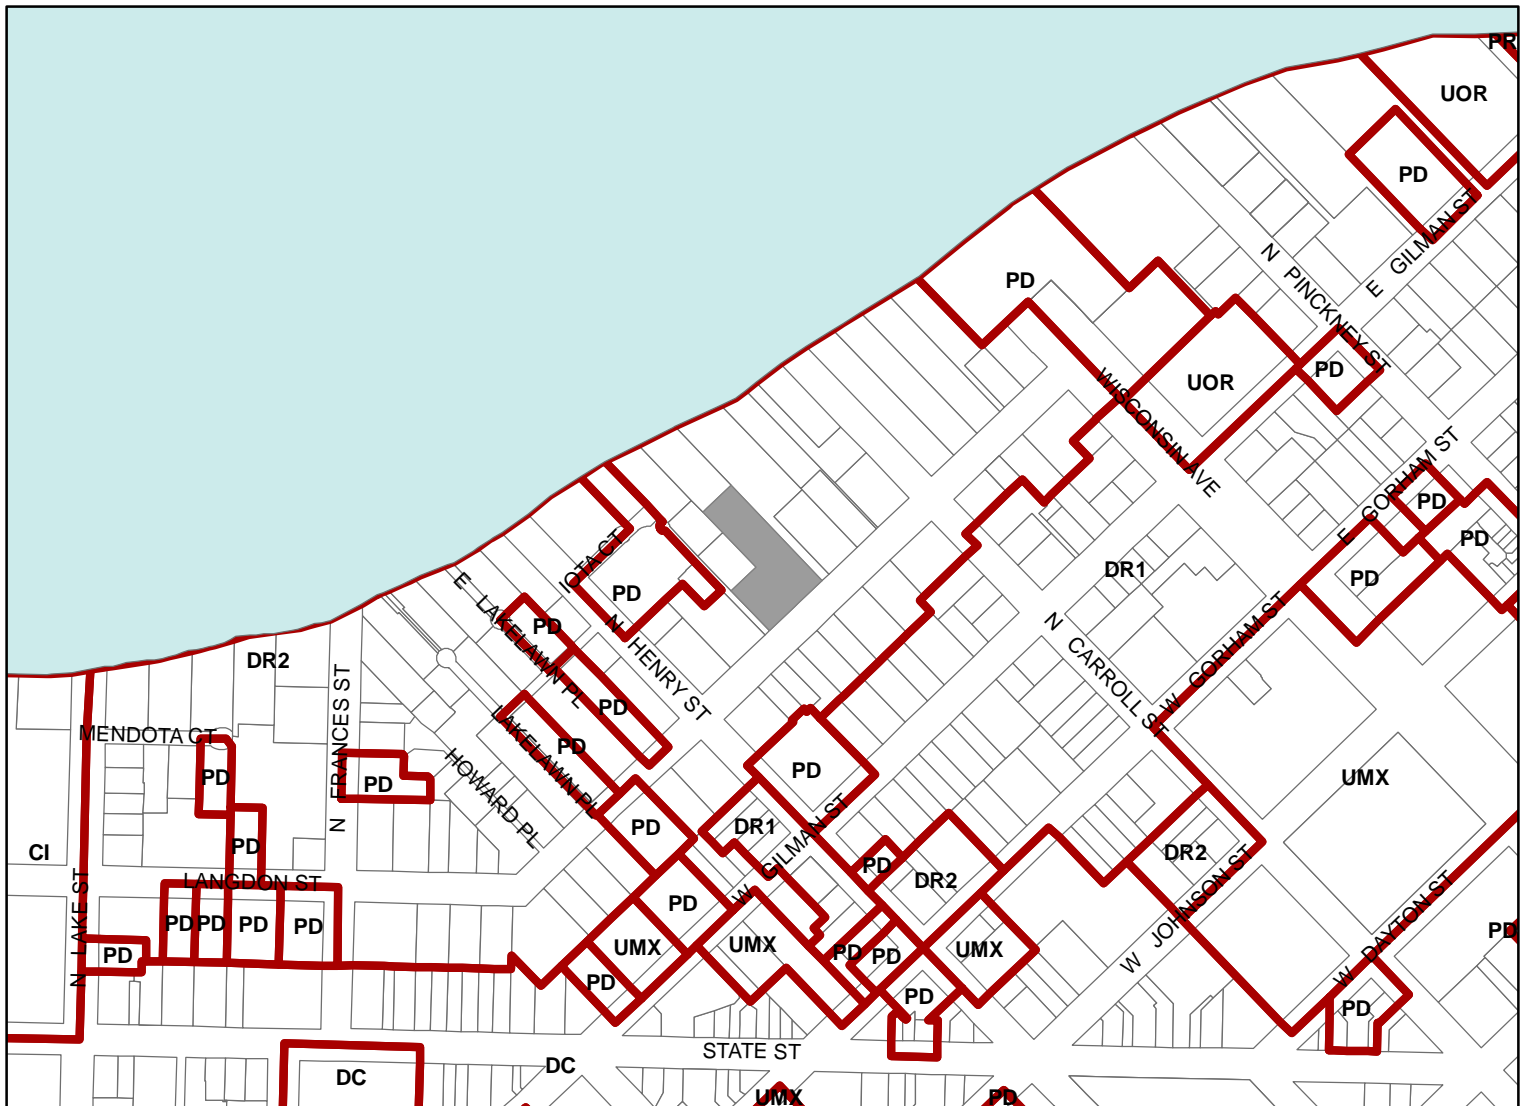 PR
UOR
PD
E GILMAN ST
N PINCKNEY ST
PD
PD
UOR
WISCONSIN AVE
E GORHAM ST
PD
PD
PD
IOTA CT
PD
E LAKELAWN PL
PD
N HENRY ST
DR1
N CARROLL ST
W GORHAM ST
DR2
N FRANCES ST
MENDOTA CT
PD
PD
PD
LAKELAWN PL
PD
HOWARD PL
PD
PD
W GILMAN ST
DR1
PD
UMX
CI
PD
LANGDON ST
N LAKE ST
PD
PD
PD
PD
PD
PD
PD
DR2
DR2
W JOHNSON ST
W DAYTON ST
PD
UMX
UMX
UMX
PD
PD
PD
PD
PD
STATE ST
DC
DC
UMX
PD